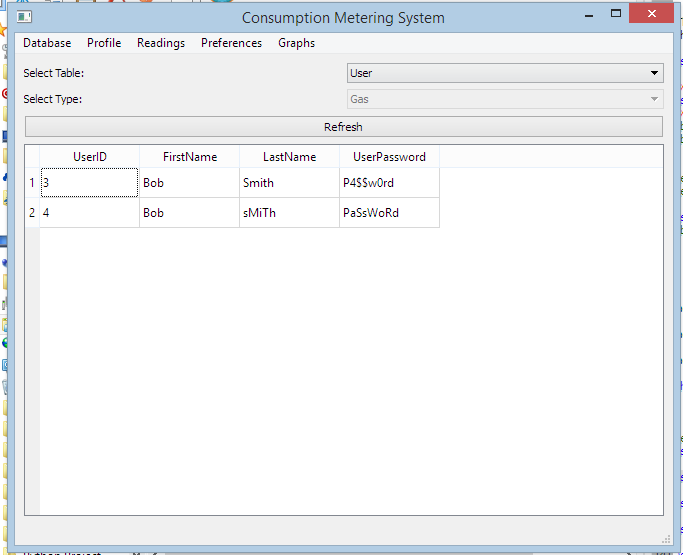 Consumption Metering System
Database Profile Readings Preferences Graphs
Select Table: User
Select Type: Gas
Refresh
UserID FirstName LastName UserPassword
1 3 Bob Smith P4$$w0rd
2 4 Bob sMiTh PaSsWoRd